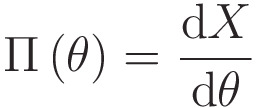 Π (θ) = dX/dθ